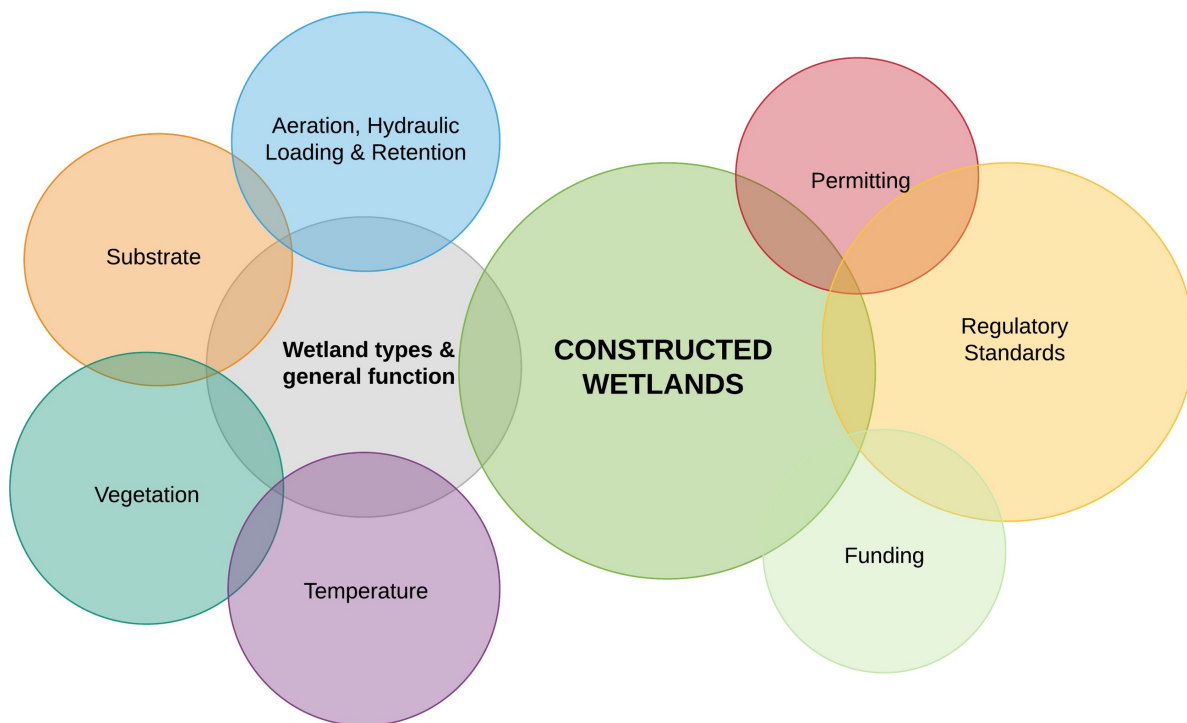 Aeration, Hydraulic
Loading & Retention
Permitting
Substrate
Wetland types &
general function
CONSTRUCTED
WETLANDS
Regulatory
Standards
Vegetation
Temperature
Funding